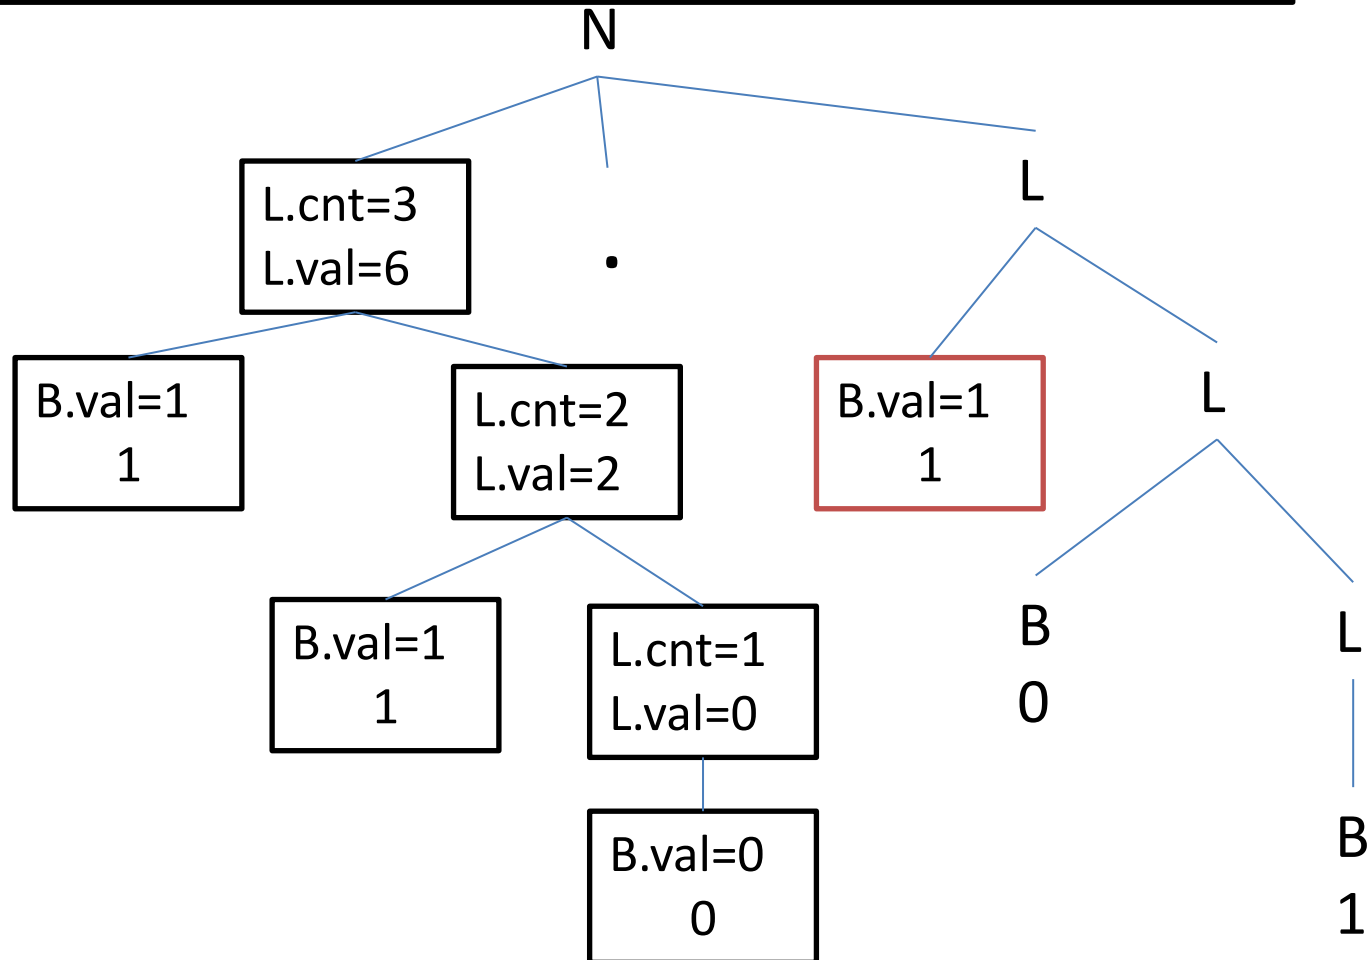 N
L.cnt=3
L.val=6
.
L
B.val=1
1
L.cnt=2
L.val=2
B.val=1
1
L
B.val=1
1
L.cnt=1
L.val=0
B
0
L
B.val=0
0
B
1